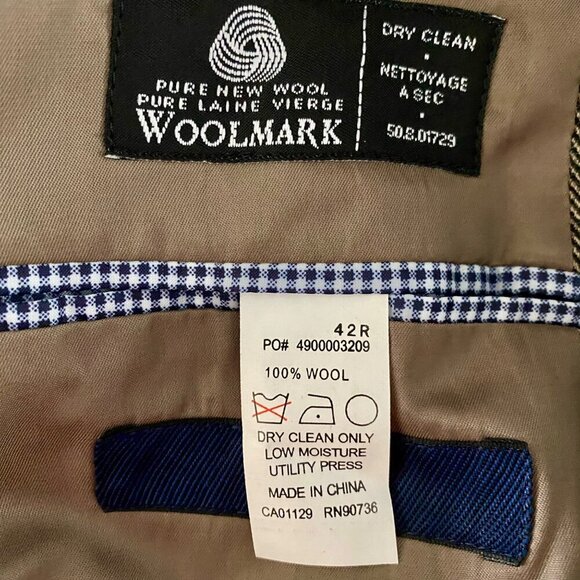 PURE NEW WOOL
PURE LAINE VIERGE
WOOLMARK
DRY CLEAN
•
NETTOYAGE
A SEC
•
50.8.01729
42R
PO# 4900003209
100% WOOL
DRY CLEAN ONLY
LOW MOISTURE
UTILITY PRESS
MADE IN CHINA
CA01129 RN90736